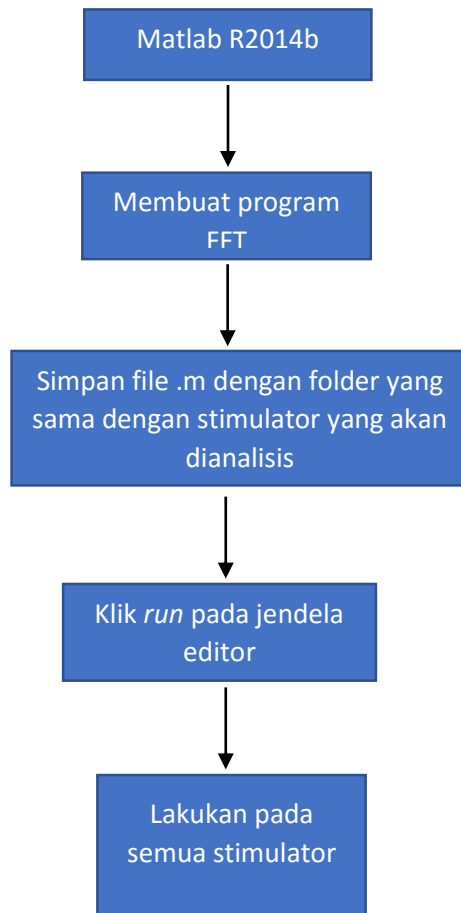 Matlab R2014b
Membuat program
FFT
Simpan file .m dengan folder yang
sama dengan stimulator yang akan
dianalisis
Klik run pada jendela
editor
Lakukan pada
semua stimulator